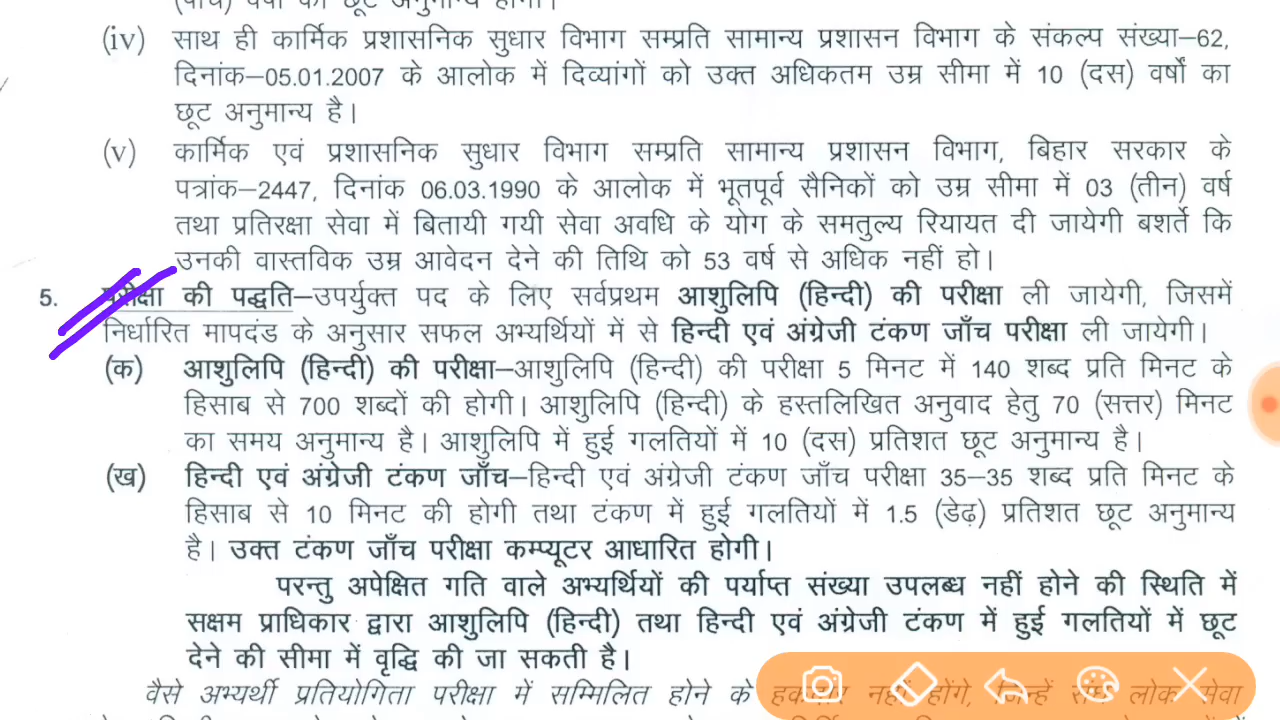 (पाँच) वर्षों की छूट अनुमान्य होगी।
(iv) साथ ही कार्मिक प्रशासनिक सुधार विभाग सम्प्रति सामान्य प्रशासन विभाग के संकल्प संख्या–62,
दिनांक–05.01.2007 के आलोक में दिव्यांगों को उक्त अधिकतम उम्र सीमा में 10 (दस) वर्षों का
छूट अनुमान्य है।
(v) कार्मिक एवं प्रशासनिक सुधार विभाग सम्प्रति सामान्य प्रशासन विभाग, बिहार सरकार के
पत्रांक–2447, दिनांक 06.03.1990 के आलोक में भूतपूर्व सैनिकों को उम्र सीमा में 03 (तीन) वर्ष
तथा प्रतिरक्षा सेवा में बितायी गयी सेवा अवधि के योग के समतुल्य रियायत दी जायेगी बशर्ते कि
उनकी वास्तविक उम्र आवेदन देने की तिथि को 53 वर्ष से अधिक नहीं हो।
5. परीक्षा की पद्धति–उपर्युक्त पद के लिए सर्वप्रथम आशुलिपि (हिन्दी) की परीक्षा ली जायेगी, जिसमें
निर्धारित मापदंड के अनुसार सफल अभ्यर्थियों में से हिन्दी एवं अंग्रेजी टंकण जाँच परीक्षा ली जायेगी।
(क) आशुलिपि (हिन्दी) की परीक्षा–आशुलिपि (हिन्दी) की परीक्षा 5 मिनट में 140 शब्द प्रति मिनट के
हिसाब से 700 शब्दों की होगी। आशुलिपि (हिन्दी) के हस्तलिखित अनुवाद हेतु 70 (सत्तर) मिनट
का समय अनुमान्य है। आशुलिपि में हुई गलतियों में 10 (दस) प्रतिशत छूट अनुमान्य है।
(ख) हिन्दी एवं अंग्रेजी टंकण जाँच–हिन्दी एवं अंग्रेजी टंकण जाँच परीक्षा 35–35 शब्द प्रति मिनट के
हिसाब से 10 मिनट की होगी तथा टंकण में हुई गलतियों में 1.5 (डेढ़) प्रतिशत छूट अनुमान्य
है। उक्त टंकण जाँच परीक्षा कम्प्यूटर आधारित होगी।
परन्तु अपेक्षित गति वाले अभ्यर्थियों की पर्याप्त संख्या उपलब्ध नहीं होने की स्थिति में
सक्षम प्राधिकार द्वारा आशुलिपि (हिन्दी) तथा हिन्दी एवं अंग्रेजी टंकण में हुई गलतियों में छूट
देने की सीमा में वृद्धि की जा सकती है।
वैसे अभ्यर्थी प्रतियोगिता परीक्षा में सम्मिलित होने के हकदार नहीं होंगे, जिन्हें संघ लोक सेवा